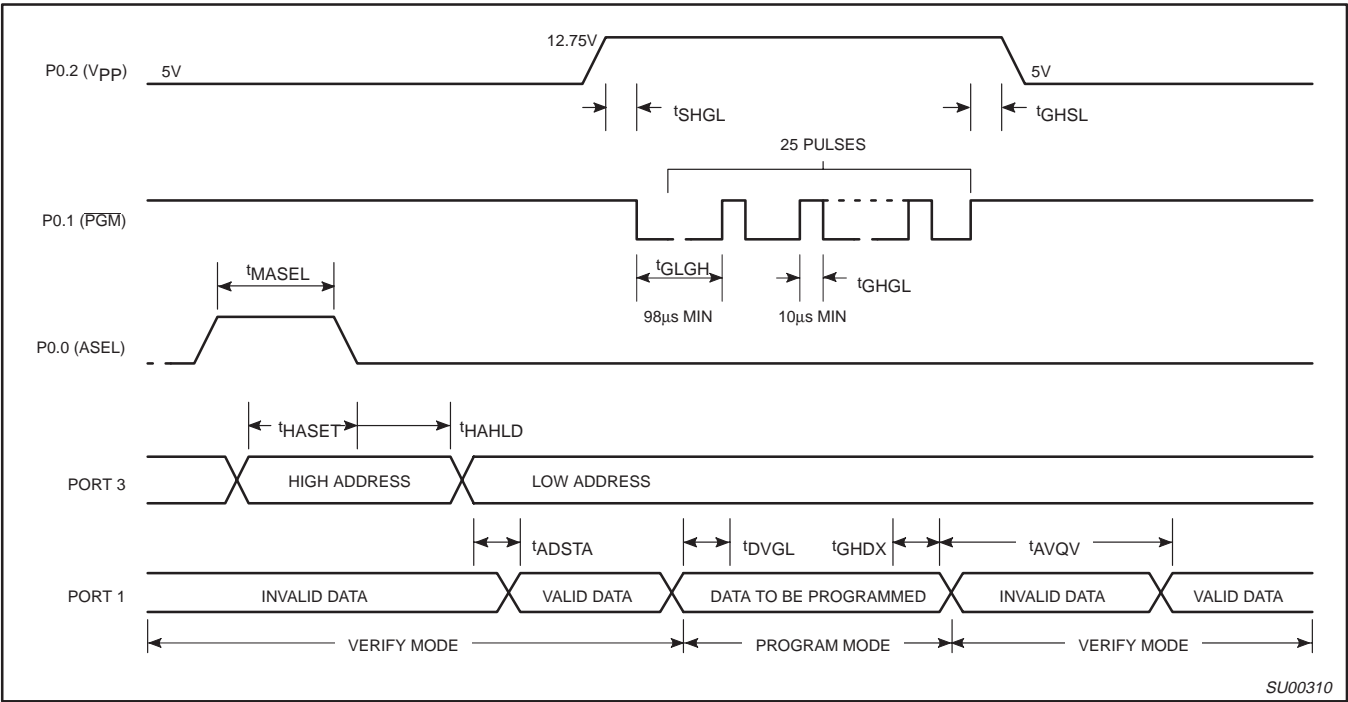 12.75V
P0.2 (VPP) 5V 5V
tSHGL tGHSL
25 PULSES
P0.1 (PGM)
tMASEL tGLGH tGHGL
98µs MIN 10µs MIN
P0.0 (ASEL)
tHASET tHAHLD
PORT 3 HIGH ADDRESS LOW ADDRESS
tADSTA tDVGL tGHDX tAVQV
PORT 1 INVALID DATA VALID DATA DATA TO BE PROGRAMMED INVALID DATA VALID DATA
VERIFY MODE PROGRAM MODE VERIFY MODE
SU00310